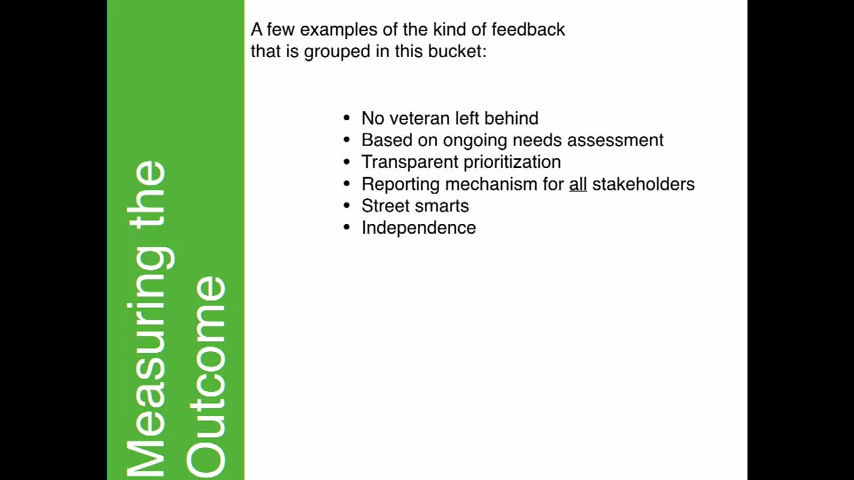 Measuring the
Outcome
A few examples of the kind of feedback
that is grouped in this bucket:
• No veteran left behind
• Based on ongoing needs assessment
• Transparent prioritization
• Reporting mechanism for all stakeholders
• Street smarts
• Independence